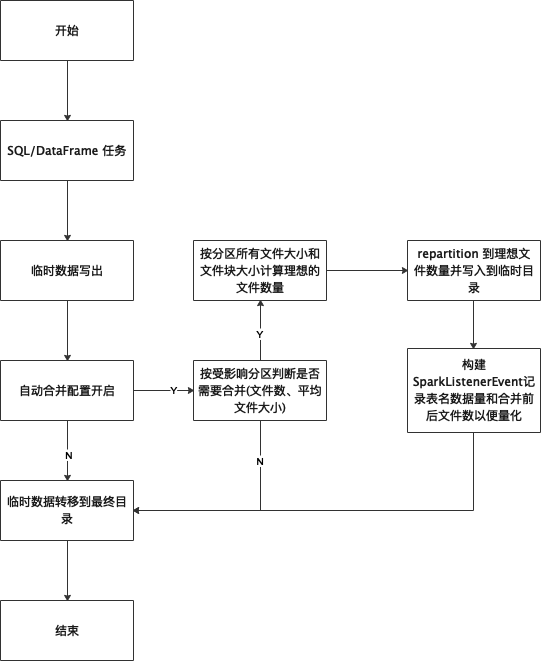 开始
SQL/DataFrame 任务
临时数据写出
按分区所有文件大小和
文件块大小计算理想的
文件数量
repartition 到理想文
件数量并写入到临时目
录
Y
自动合并配置开启
Y
按受影响分区判断是否
需要合并(文件数、平均
文件大小)
构建
SparkListenerEvent记
录表名数据量和合并前
后文件数以便量化
N
N
临时数据转移到最终目
录
结束